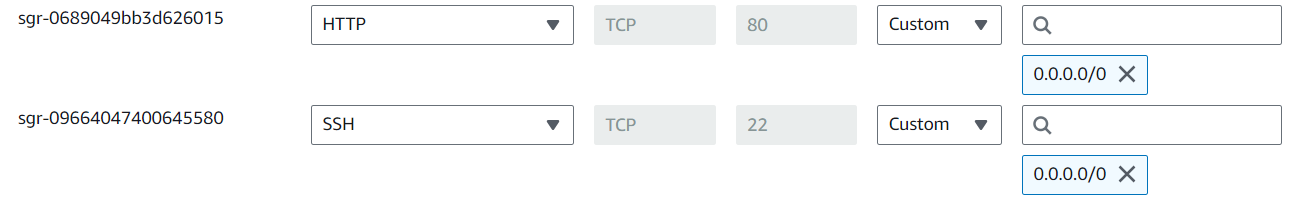 sgr-0689049bb3d626015 HTTP TCP 80 Custom
0.0.0.0/0
sgr-09664047400645580 SSH TCP 22 Custom
0.0.0.0/0